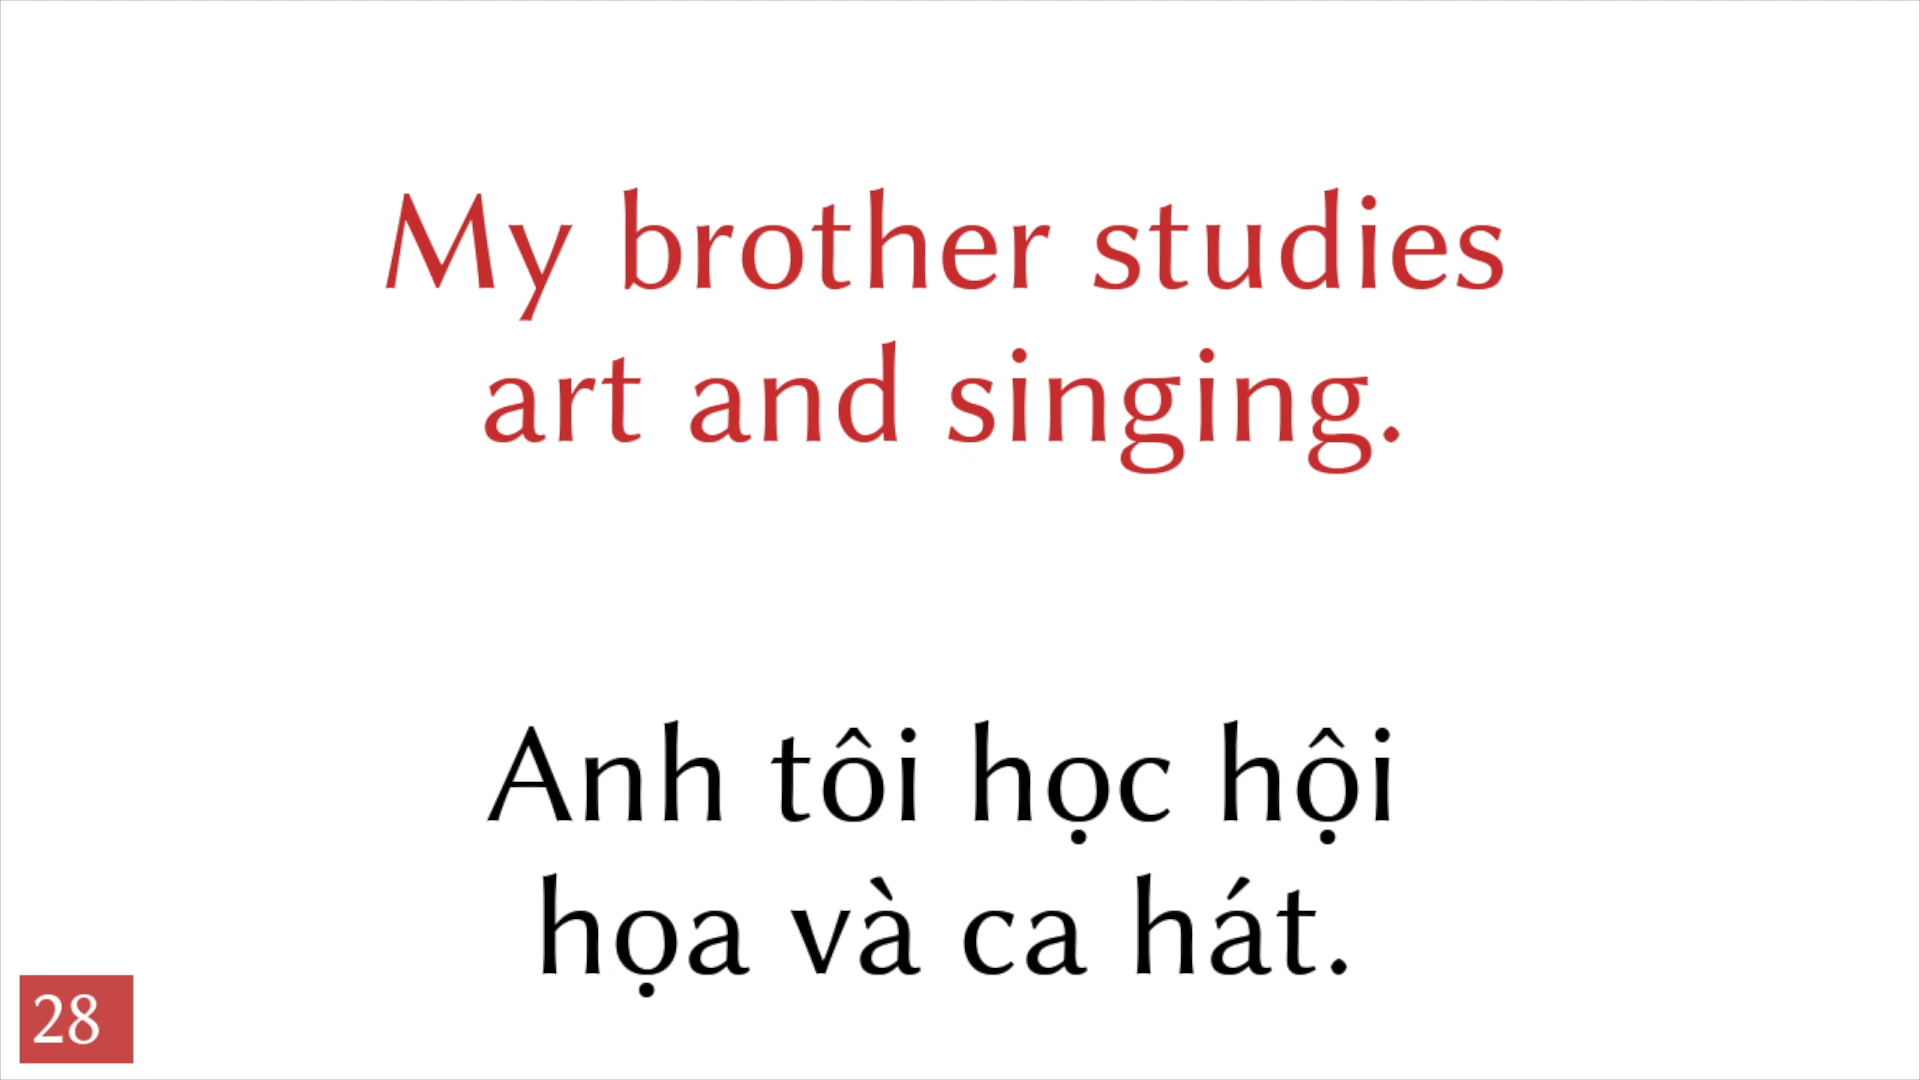 My brother studies
art and singing.
Anh tôi học hội
họa và ca hát.
28